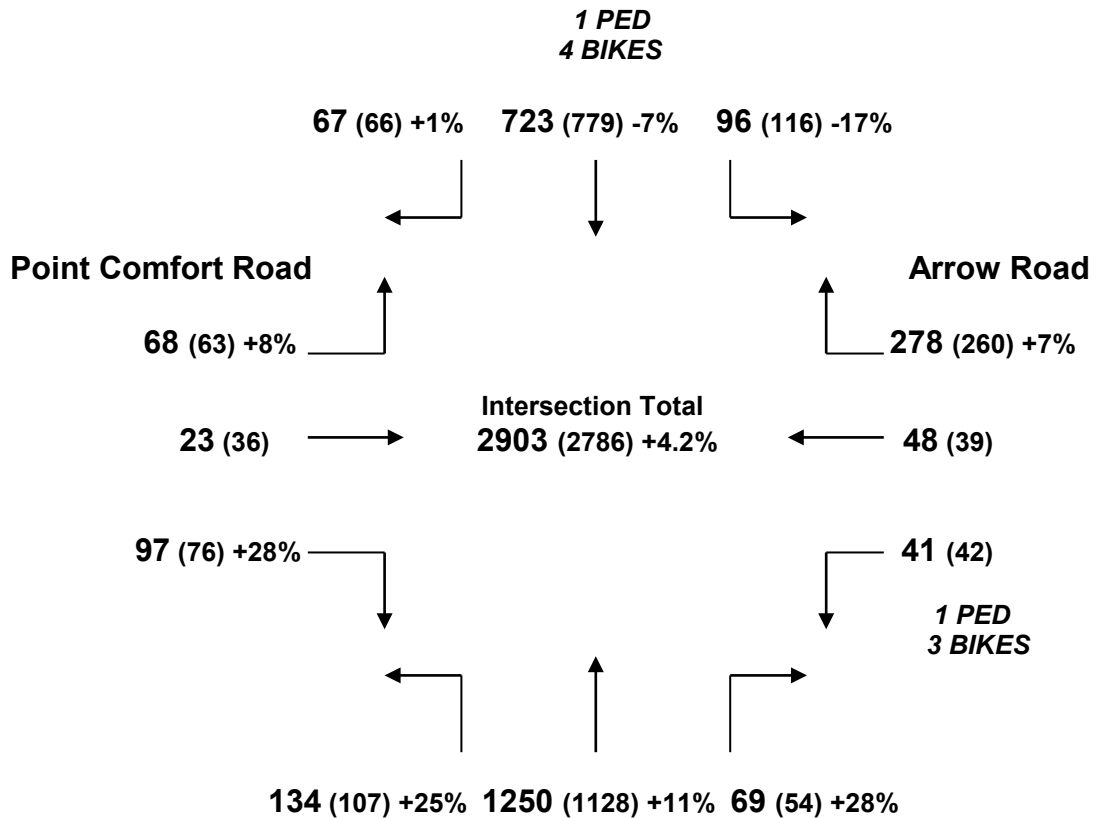 1 PED
4 BIKES
67 (66) +1% 723 (779) -7% 96 (116) -17%
Point Comfort Road
Arrow Road
68 (63) +8%
278 (260) +7%
Intersection Total
23 (36)
2903 (2786) +4.2%
48 (39)
97 (76) +28%
41 (42)
1 PED
3 BIKES
134 (107) +25% 1250 (1128) +11% 69 (54) +28%